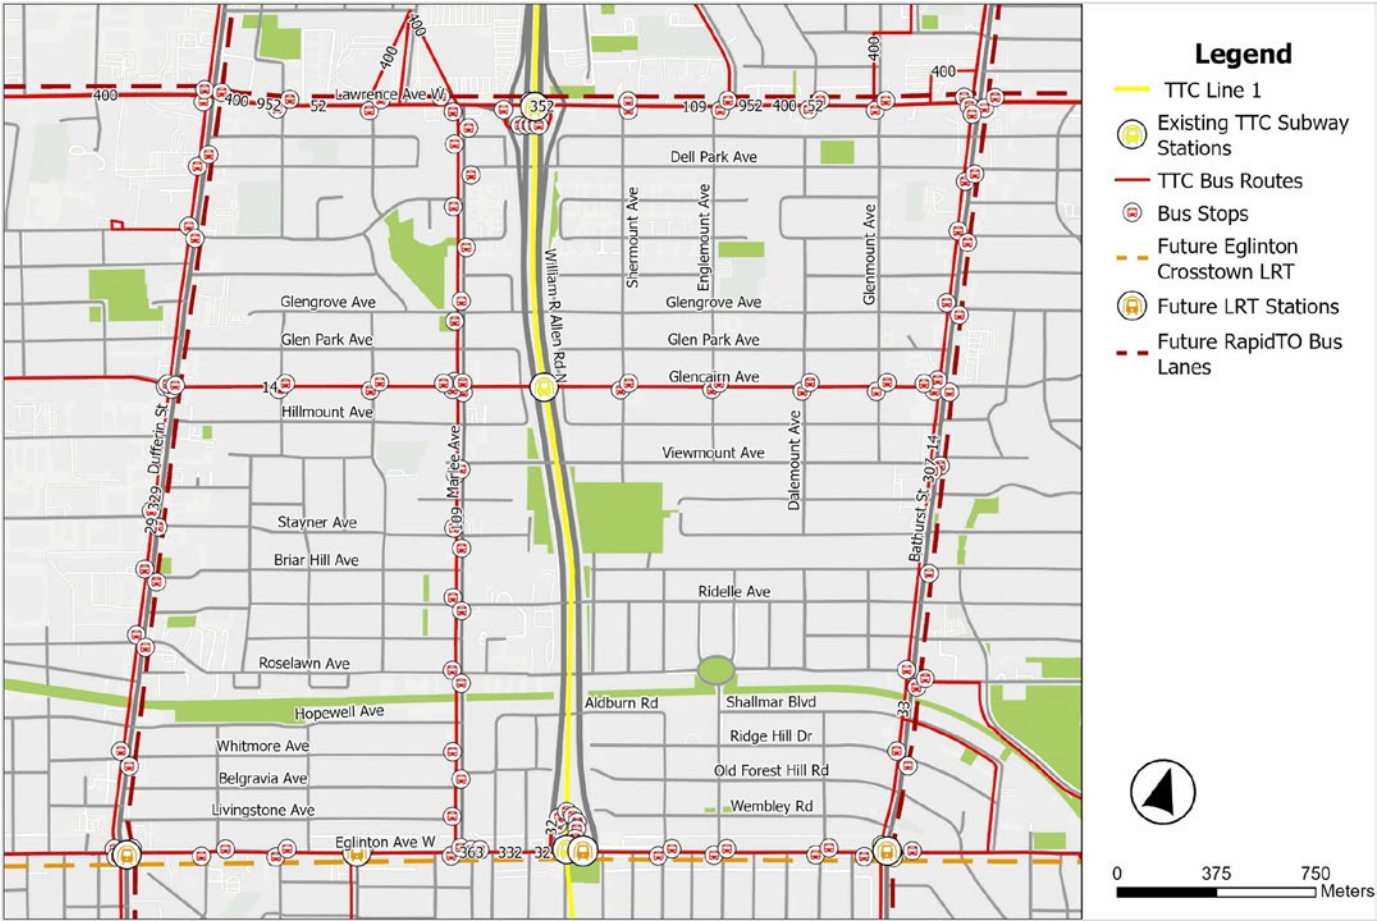 400
400
400
400
400
400 952 52
Lawrence Ave W
352
109 952 400 52
Dell Park Ave
Shermount Ave
Englemount Ave
Glenmount Ave
William R Allen Rd N
Glengrove Ave
Glengrove Ave
Glen Park Ave
Glen Park Ave
14
Glencairn Ave
Hillmount Ave
Dufferin St
29 329
Marlee Ave
109
Viewmount Ave
Dalemount Ave
Bathurst St 307 14
Stayner Ave
Briar Hill Ave
Ridelle Ave
Roselawn Ave
Aldburn Rd
Shallmar Blvd
Hopewell Ave
33
Whitmore Ave
Ridge Hill Dr
Belgravia Ave
Old Forest Hill Rd
Livingstone Ave
Wembley Rd
32
Eglinton Ave W
363 332 32
Legend
TTC Line 1
Existing TTC Subway
Stations
TTC Bus Routes
Bus Stops
Future Eglinton
Crosstown LRT
Future LRT Stations
Future RapidTO Bus
Lanes
0 375 750
Meters